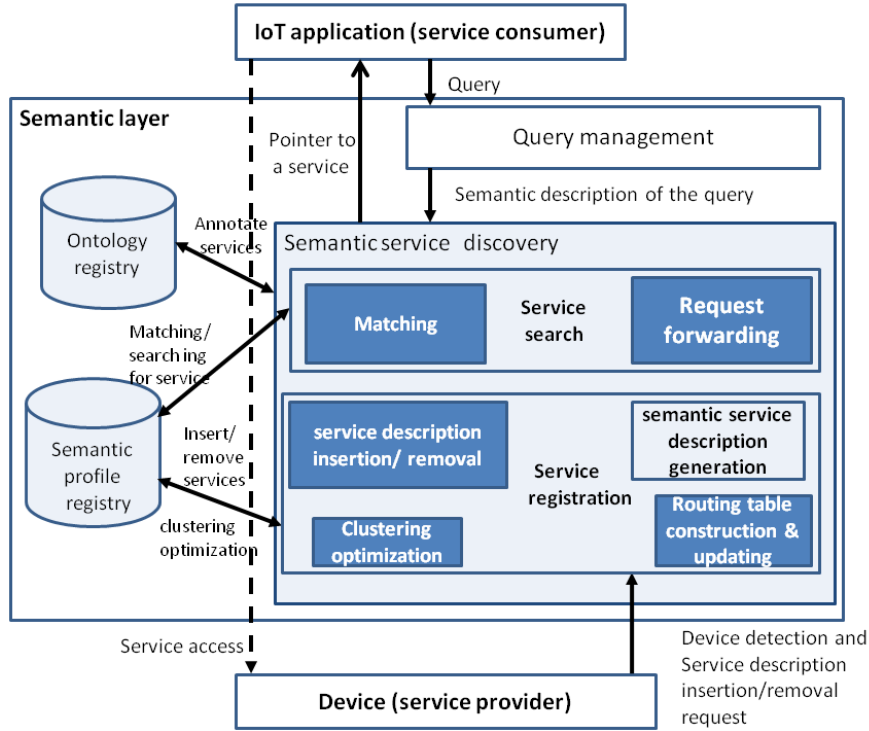 IoT application (service consumer)
Query
Semantic layer
Query management
Pointer to
a service
Semantic description of the query
Ontology
registry
Annotate
services
Semantic service discovery
Matching
Service
search
Request
forwarding
Matching/
search ing
for service
Semantic
profile
registry
Insert/
remove
services
clustering
optimization
service description
insertion/ removal
semantic service
description
generation
Service
registration
Clustering
optimization
Routing table
construction &
updating
Service access
Device detection and
Service description
insertion/removal
request
Device (service provider)